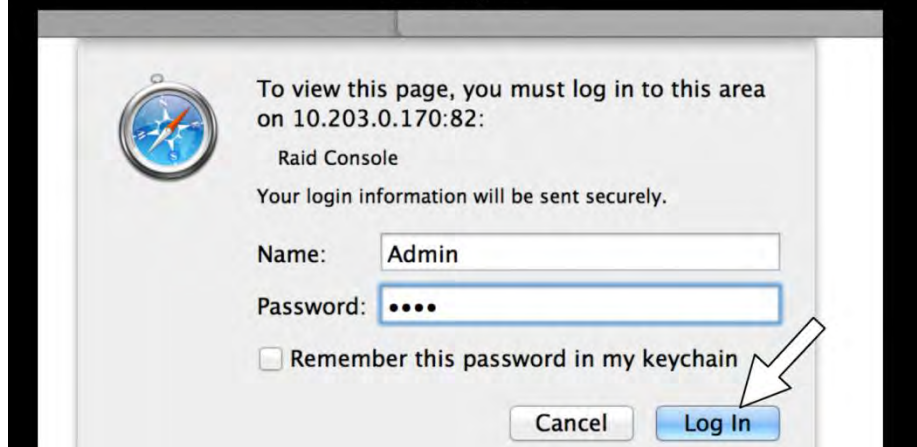 To view this page, you must log in to this area
on 10.203.0.170:82:
Raid Console
Your login information will be sent securely.
Name: Admin
Password: ••••
Remember this password in my keychain
Cancel Log In